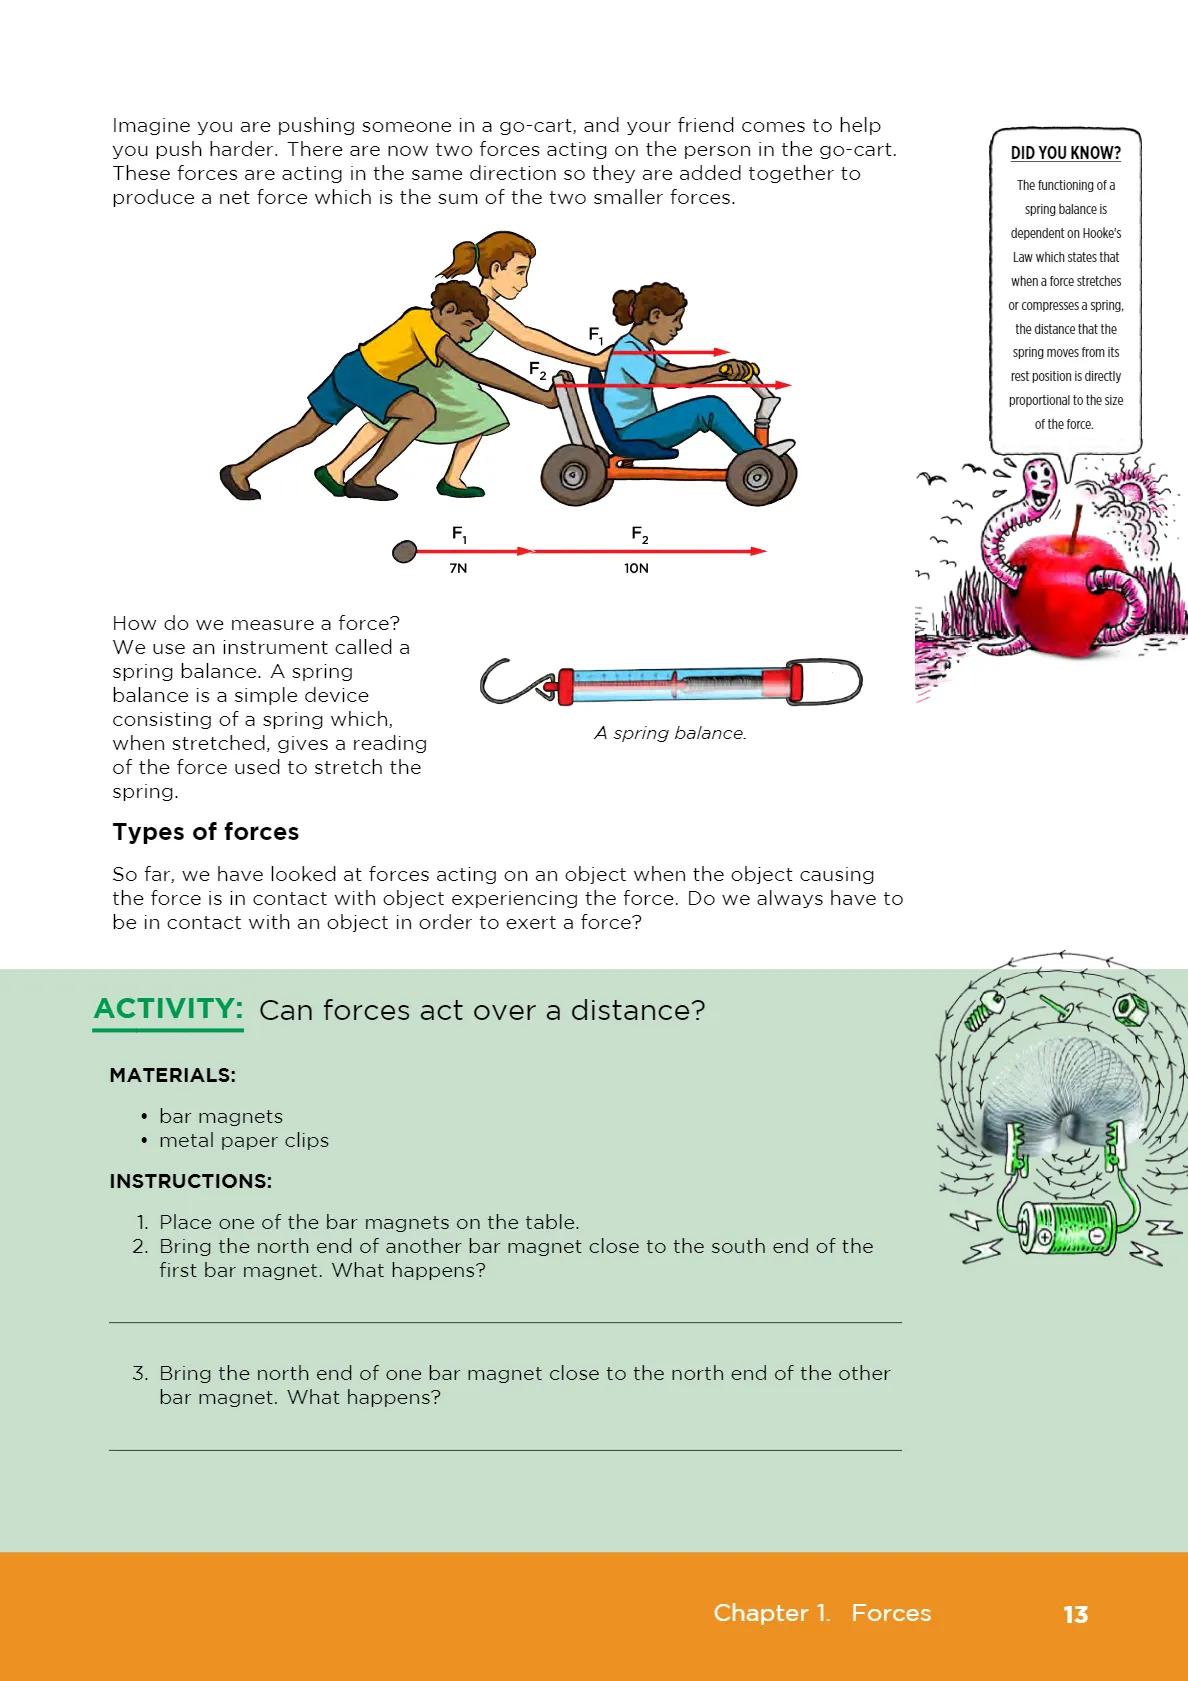 Imagine you are pushing someone in a go-cart, and your friend comes to help
you push harder. There are now two forces acting on the person in the go-cart.
These forces are acting in the same direction so they are added together to
produce a net force which is the sum of the two smaller forces.
DID YOU KNOW?
The functioning of a
spring balance is
dependent on Hooke's
Law which states that
when a force stretches
or compresses a spring,
the distance that the
spring moves from its
rest position is directly
proportional to the size
of the force.
F1
F2
F1
F2
7N
10N
How do we measure a force?
We use an instrument called a
spring balance. A spring
balance is a simple device
consisting of a spring which,
when stretched, gives a reading
of the force used to stretch the
spring.
A spring balance.
Types of forces
So far, we have looked at forces acting on an object when the object causing
the force is in contact with object experiencing the force. Do we always have to
be in contact with an object in order to exert a force?
ACTIVITY: Can forces act over a distance?
MATERIALS:
• bar magnets
• metal paper clips
INSTRUCTIONS:
1. Place one of the bar magnets on the table.
2. Bring the north end of another bar magnet close to the south end of the
first bar magnet. What happens?
3. Bring the north end of one bar magnet close to the north end of the other
bar magnet. What happens?
+
−
Chapter 1. Forces
13